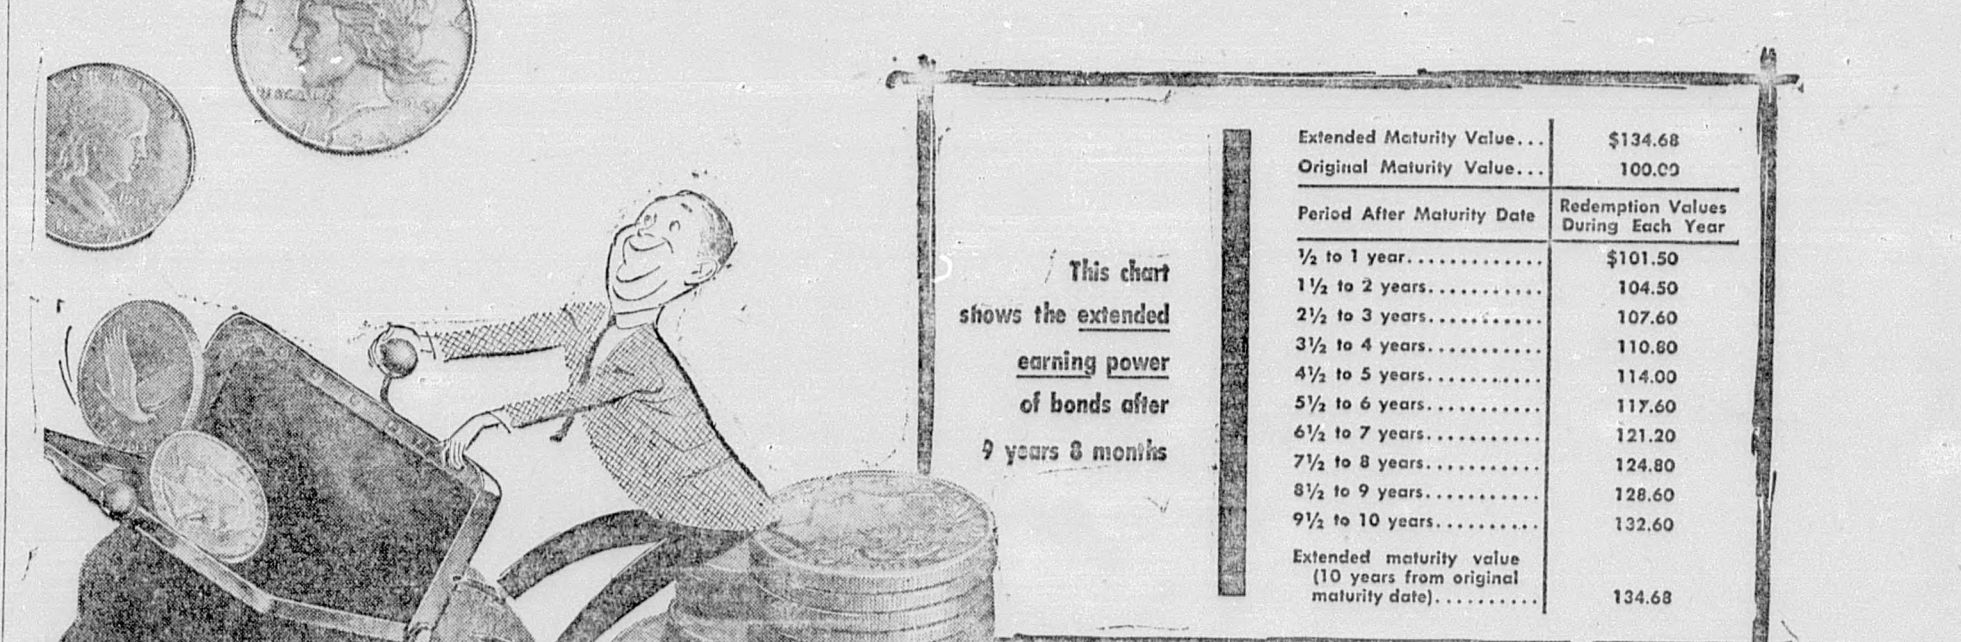 This chart
shows the extended
earning power
of bonds after
9 years 8 months
Extended Maturity Value... $134.68
Original Maturity Value... 100.00
Period After Maturity Date Redemption Values
During Each Year
½ to 1 year............. $101.50
1½ to 2 years........... 104.50
2½ to 3 years........... 107.60
3½ to 4 years........... 110.80
4½ to 5 years........... 114.00
5½ to 6 years........... 117.60
6½ to 7 years........... 121.20
7½ to 8 years........... 124.80
8½ to 9 years........... 128.60
9½ to 10 years.......... 132.60
Extended maturity value
(10 years from original
maturity date).......... 134.68